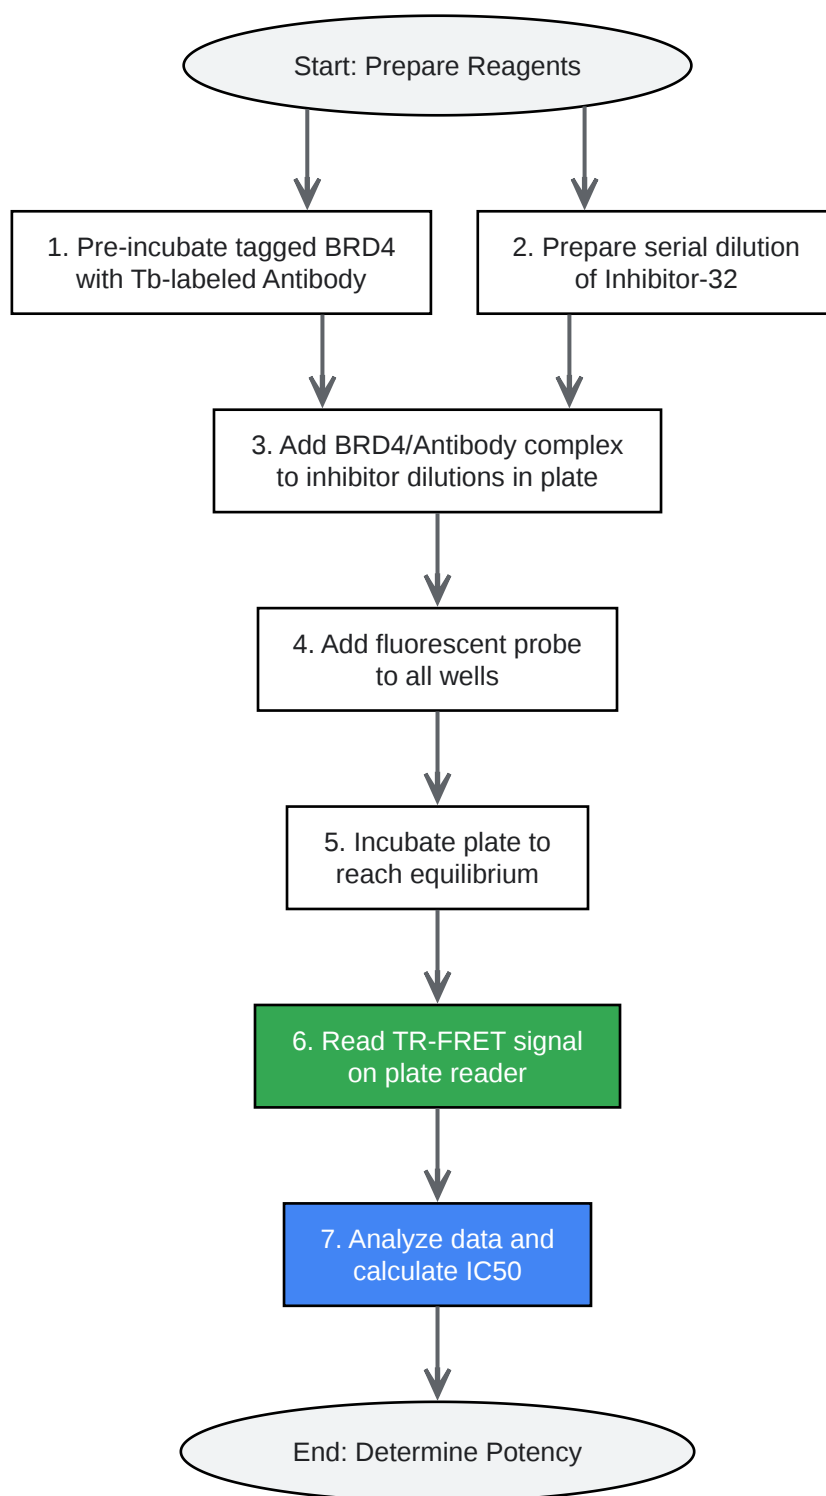 Start: Prepare Reagents
1. Pre-incubate tagged BRD4
with Tb-labeled Antibody
2. Prepare serial dilution
of Inhibitor-32
3. Add BRD4/Antibody complex
to inhibitor dilutions in plate
4. Add fluorescent probe
to all wells
5. Incubate plate to
reach equilibrium
6. Read TR-FRET signal
on plate reader
7. Analyze data and
calculate IC50
End: Determine Potency